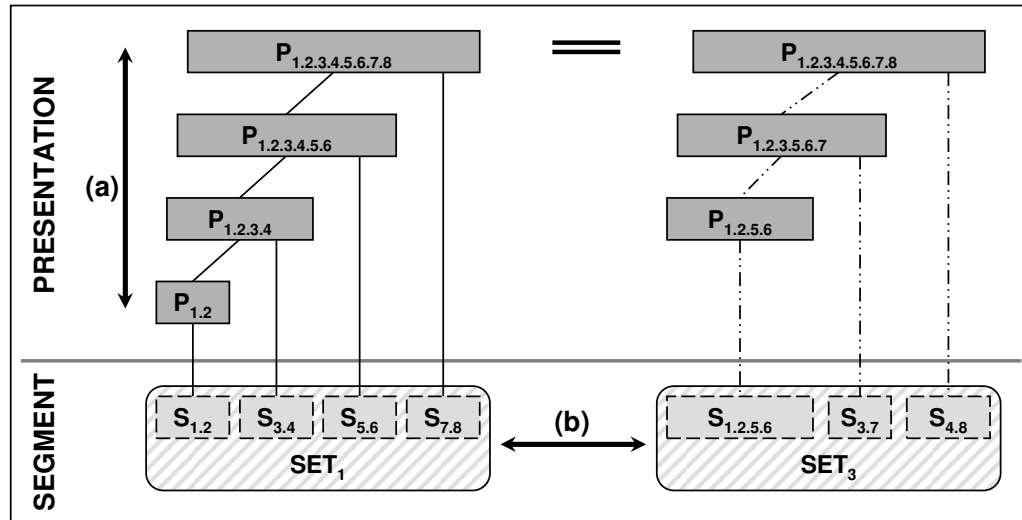 P1.2.3.4.5.6.7.8 = P1.2.3.4.5.6.7.8
P1.2.3.4.5.6 P1.2.3.5.6.7
PRESENTATION
(a)
P1.2.3.4 P1.2.5.6
P1.2
SEGMENT
S1.2 S3.4 S5.6 S7.8 (b) S1.2.5.6 S3.7 S4.8
SET1 SET3